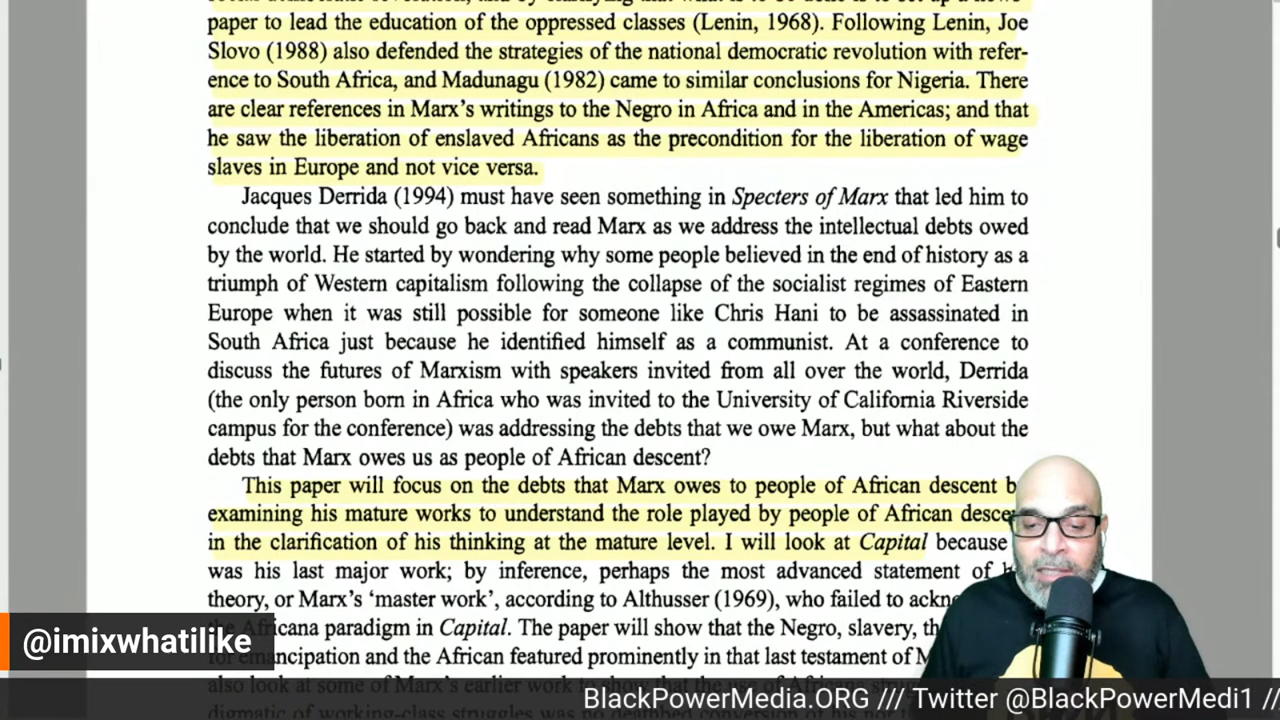 paper to lead the education of the oppressed classes (Lenin, 1968). Following Lenin, Joe
Slovo (1988) also defended the strategies of the national democratic revolution with refer-
ence to South Africa, and Madunagu (1982) came to similar conclusions for Nigeria. There
are clear references in Marx's writings to the Negro in Africa and in the Americas; and that
he saw the liberation of enslaved Africans as the precondition for the liberation of wage
slaves in Europe and not vice versa.
Jacques Derrida (1994) must have seen something in Specters of Marx that led him to
conclude that we should go back and read Marx as we address the intellectual debts owed
by the world. He started by wondering why some people believed in the end of history as a
triumph of Western capitalism following the collapse of the socialist regimes of Eastern
Europe when it was still possible for someone like Chris Hani to be assassinated in
South Africa just because he identified himself as a communist. At a conference to
discuss the futures of Marxism with speakers invited from all over the world, Derrida
(the only person born in Africa who was invited to the University of California Riverside
campus for the conference) was addressing the debts that we owe Marx, but what about the
debts that Marx owes us as people of African descent?
This paper will focus on the debts that Marx owes to people of African descent b
examining his mature works to understand the role played by people of African desce
in the clarification of his thinking at the mature level. I will look at Capital because
was his last major work; by inference, perhaps the most advanced statement of
theory, or Marx's 'master work', according to Althusser (1969), who failed to ackn
Africana paradigm in Capital. The paper will show that the Negro, slavery, th
emancipation and the African featured prominently in that last testament of M
also look at some of Marx's earlier work to show that the
@imixwhatilike
BlackPowerMedia.ORG /// Twitter @BlackPowerMedi1 //